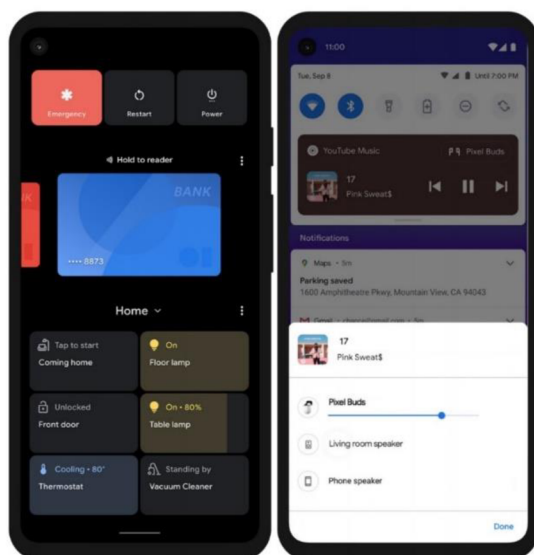 Emergency
Restart
Power
Hold to reader
BANK
•••• 8873
Home
Tap to start
Coming home
On
Floor lamp
Unlocked
Front door
On • 80%
Table lamp
Cooling • 80°
Thermostat
Standing by
Vacuum Cleaner
11:00
Tue, Sep 8
Until 7:00 PM
YouTube Music
Pixel Buds
17
Pink Sweat$
Notifications
Maps • 5m
Parking saved
1600 Amphitheatre Pkwy, Mountain View, CA 94043
17
Pink Sweat$
Pixel Buds
Living room speaker
Phone speaker
Done